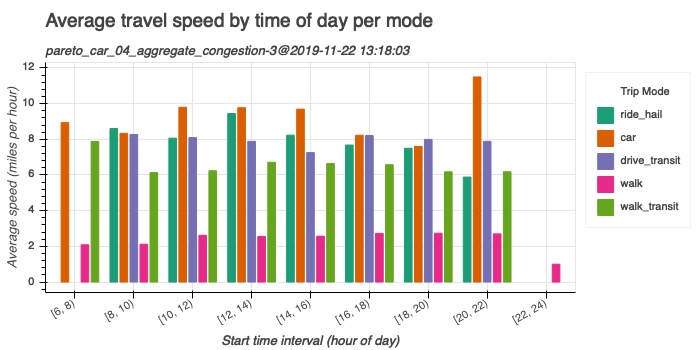 Average travel speed by time of day per mode
pareto_car_04_aggregate_congestion-3@2019-11-22 13:18:03
Average speed (miles per hour)
12
10
8
6
4
2
0
[6, 8)
[8, 10)
[10, 12)
[12, 14)
[14, 16)
[16, 18)
[18, 20)
[20, 22)
[22, 24)
Start time interval (hour of day)
Trip Mode
ride_hail
car
drive_transit
walk
walk_transit